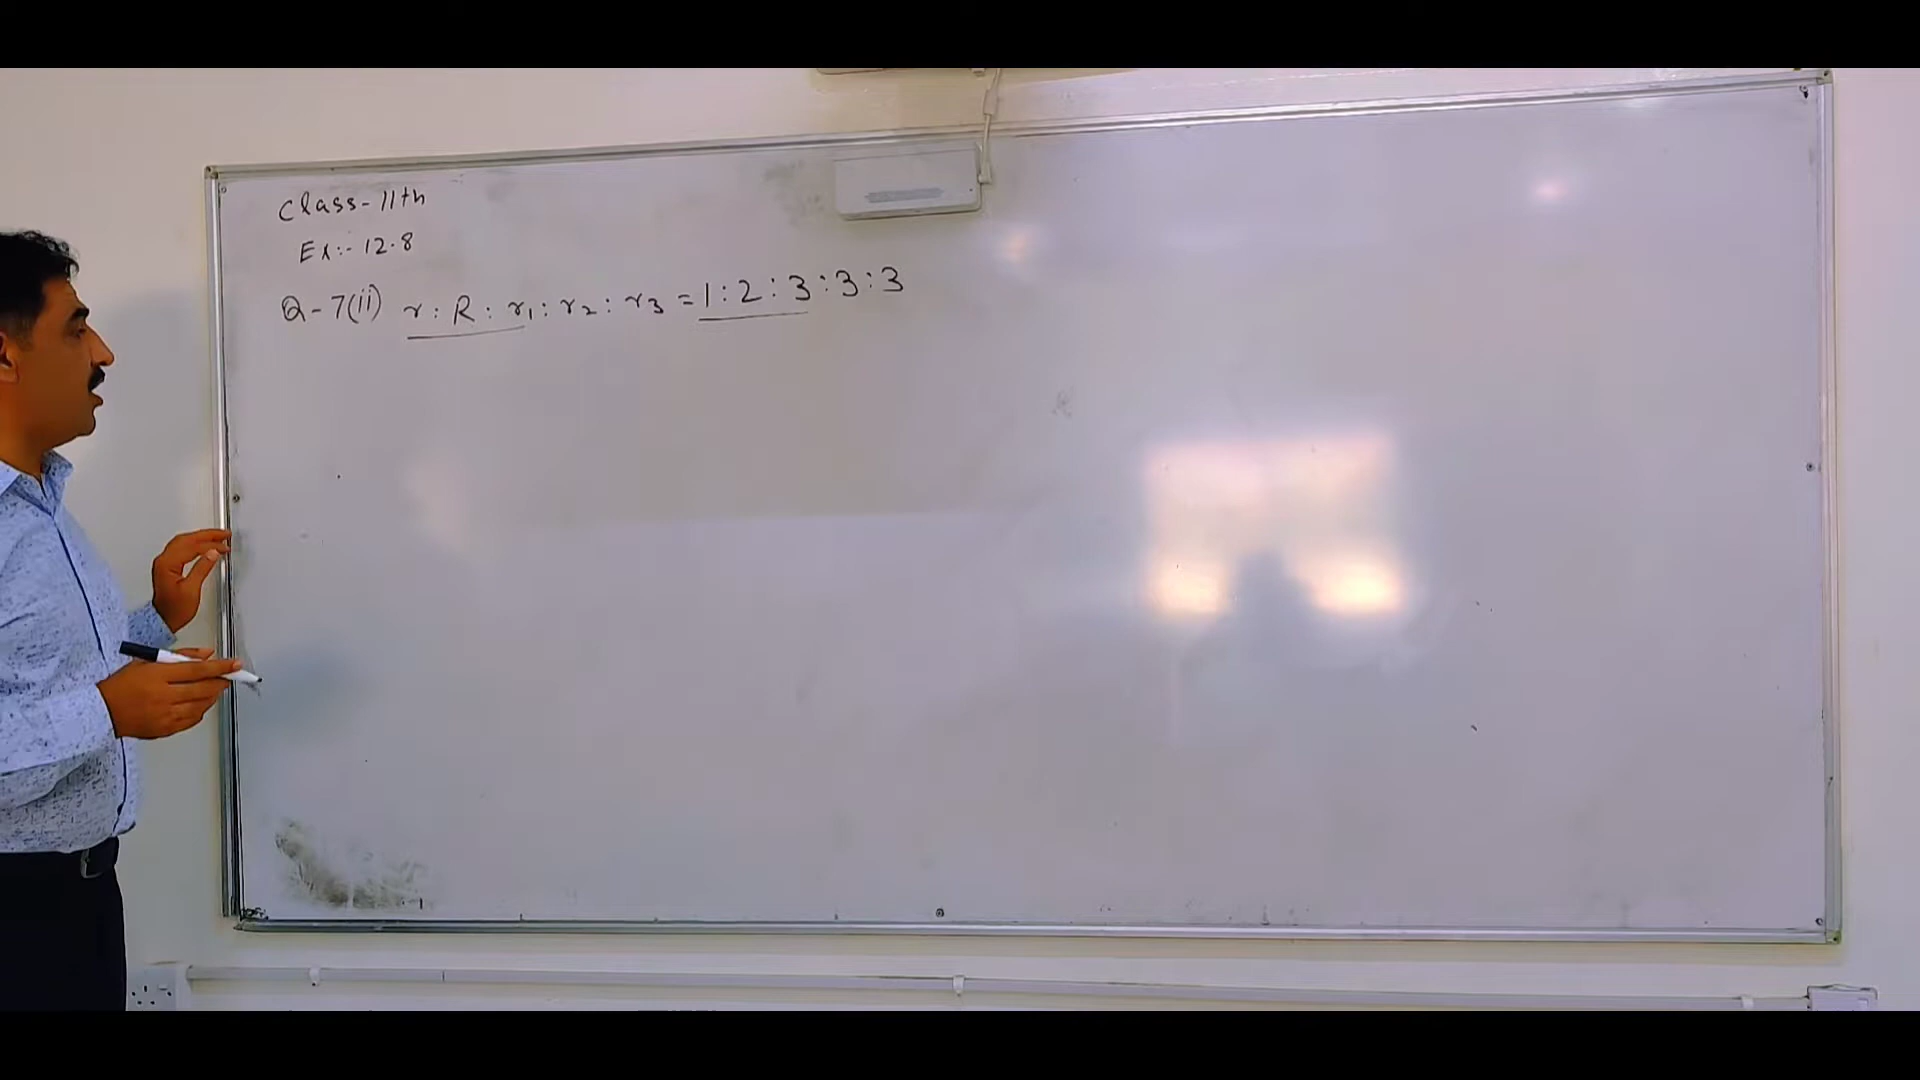 Class-11th
Ex:-12.8
Q-7(ii) r : R : r₁ : r₂ : r₃ = 1 : 2 : 3 : 3 : 3